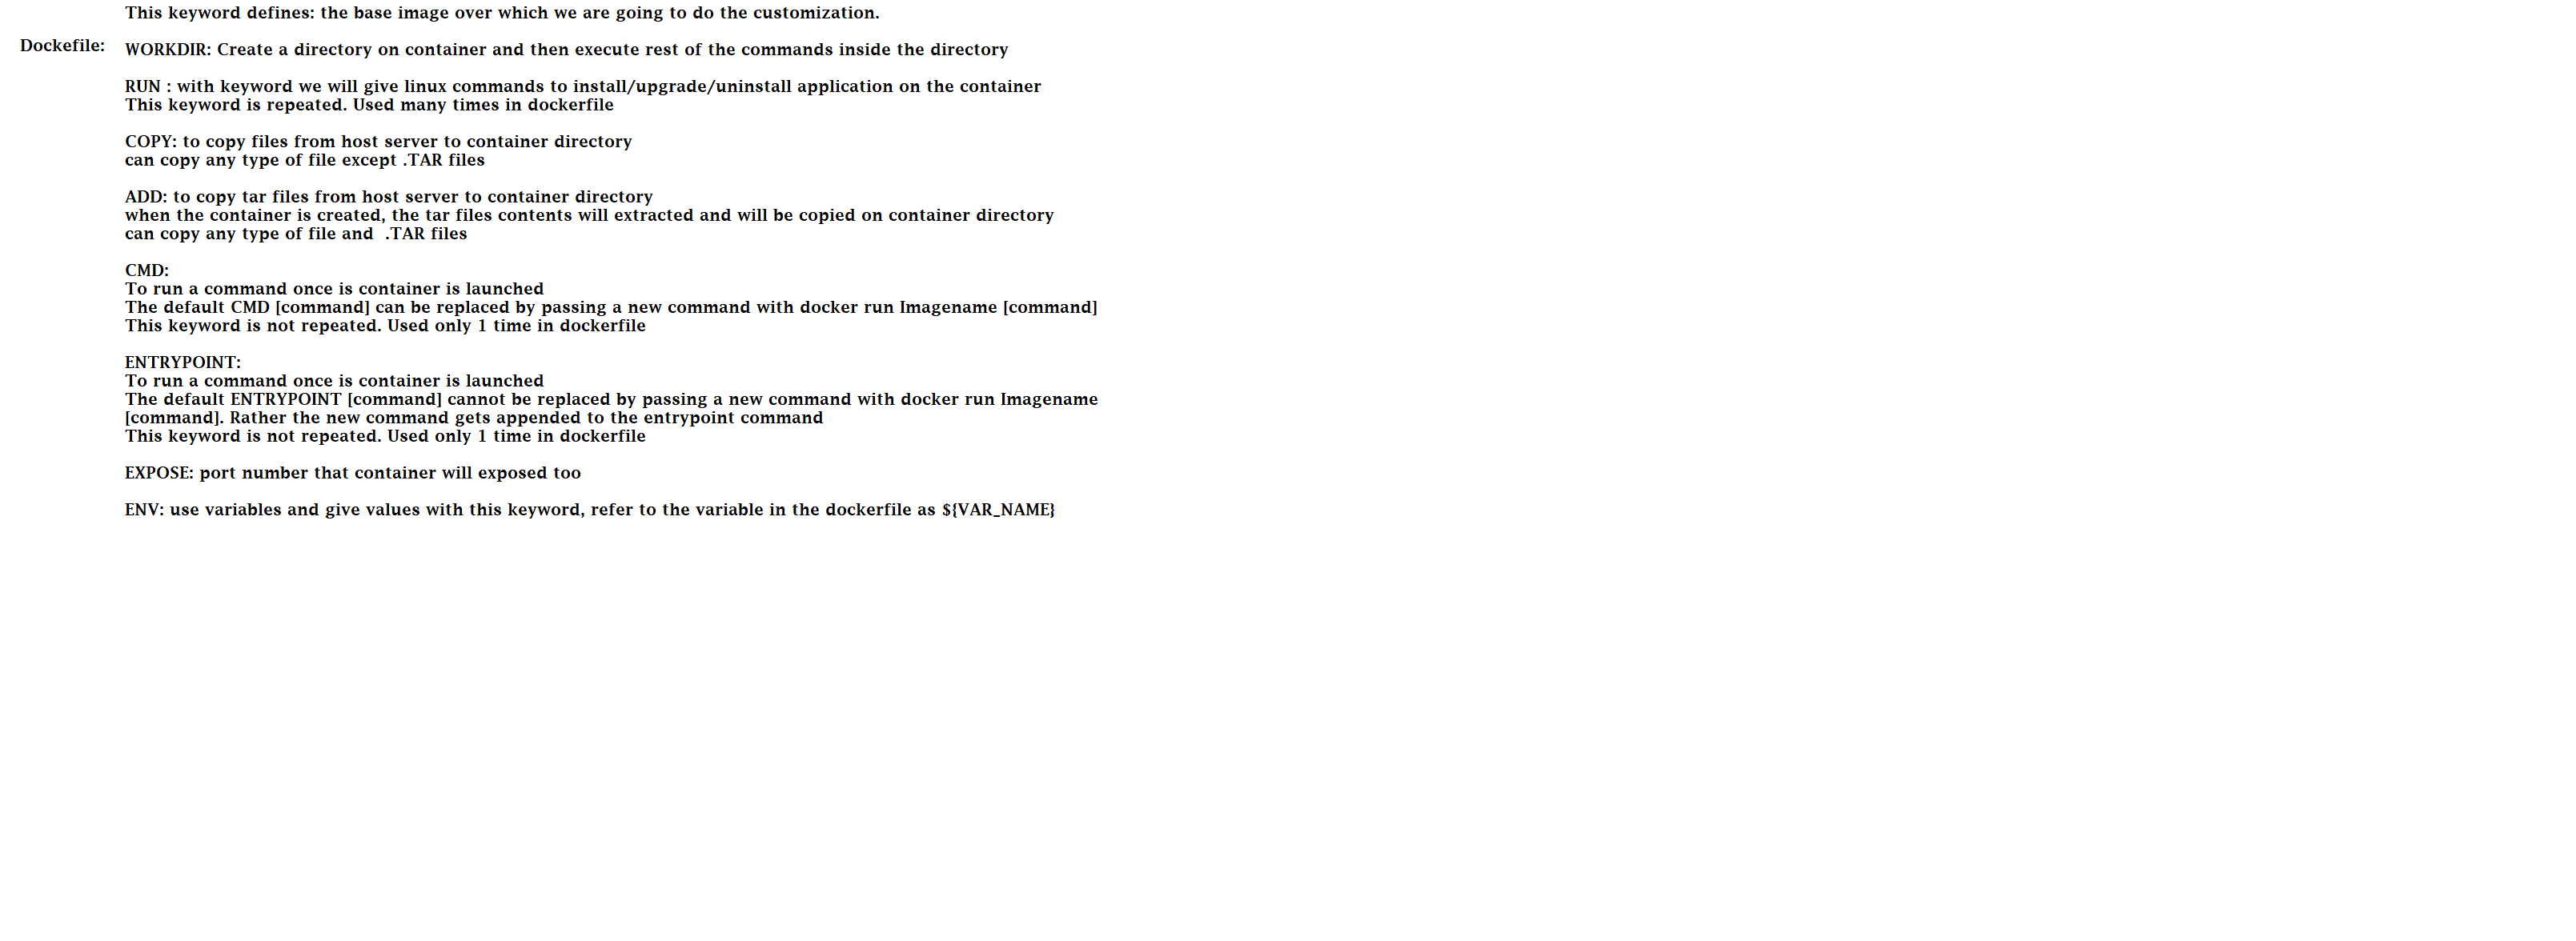 This keyword defines: the base image over which we are going to do the customization.
Dockefile:
WORKDIR: Create a directory on container and then execute rest of the commands inside the directory
RUN : with keyword we will give linux commands to install/upgrade/uninstall application on the container
This keyword is repeated. Used many times in dockerfile
COPY: to copy files from host server to container directory
can copy any type of file except .TAR files
ADD: to copy tar files from host server to container directory
when the container is created, the tar files contents will extracted and will be copied on container directory
can copy any type of file and  .TAR files
CMD:
To run a command once is container is launched
The default CMD [command] can be replaced by passing a new command with docker run Imagename [command]
This keyword is not repeated. Used only 1 time in dockerfile
ENTRYPOINT:
To run a command once is container is launched
The default ENTRYPOINT [command] cannot be replaced by passing a new command with docker run Imagename
[command]. Rather the new command gets appended to the entrypoint command
This keyword is not repeated. Used only 1 time in dockerfile
EXPOSE: port number that container will exposed too
ENV: use variables and give values with this keyword, refer to the variable in the dockerfile as ${VAR_NAME}